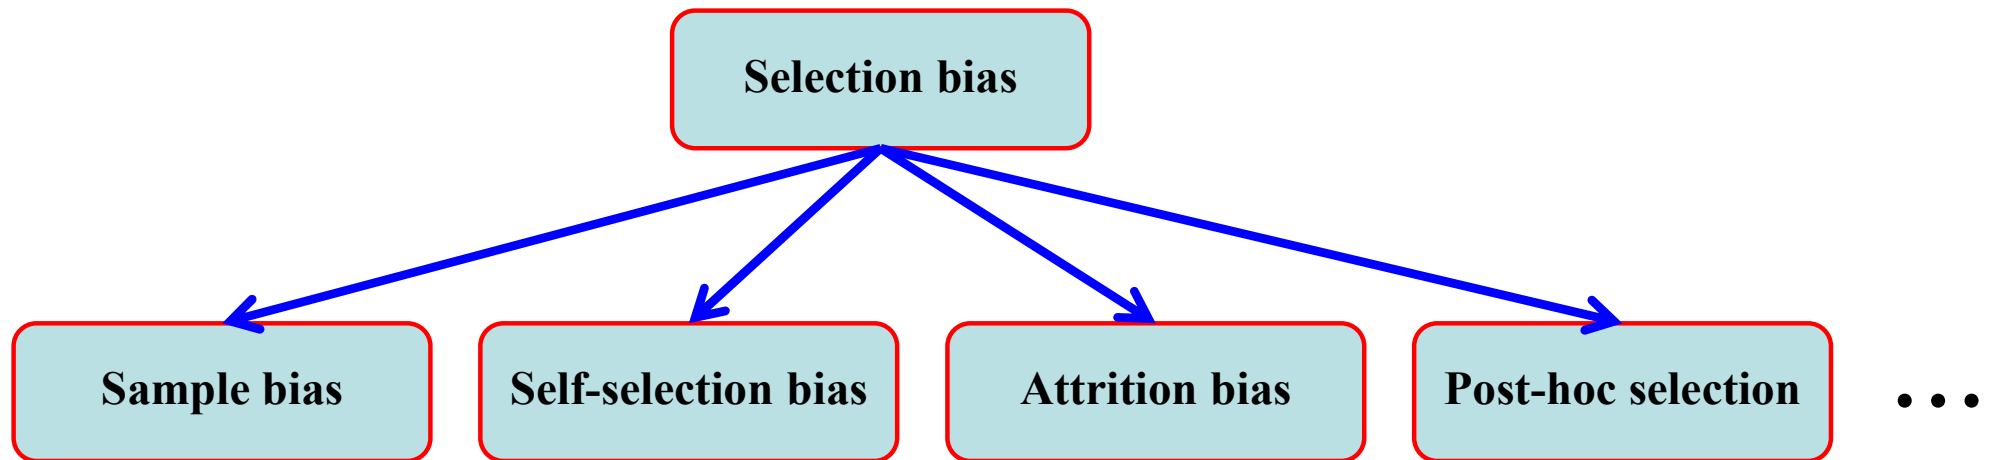 Selection bias
Sample bias
Self-selection bias
Attrition bias
Post-hoc selection
...